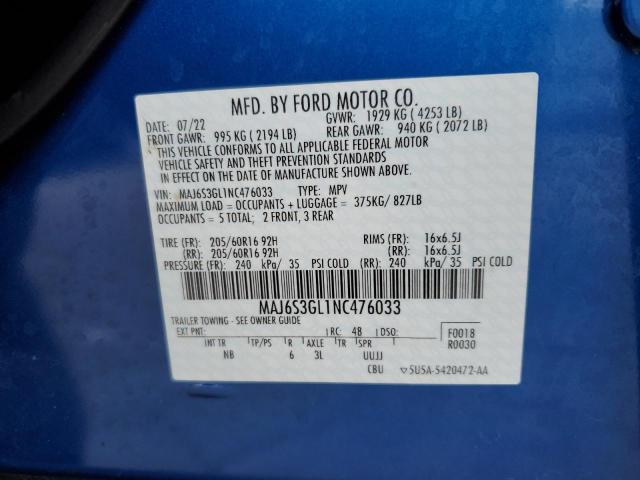 MFD. BY FORD MOTOR CO.
DATE: 07/22 GVWR: 1929 KG ( 4253 LB)
FRONT GAWR: 995 KG ( 2194 LB) REAR GAWR: 940 KG ( 2072 LB)
THIS VEHICLE CONFORMS TO ALL APPLICABLE FEDERAL MOTOR
VEHICLE SAFETY AND THEFT PREVENTION STANDARDS
IN EFFECT ON THE DATE OF MANUFACTURE SHOWN ABOVE.
VIN: MAJ6S3GL1NC476033 TYPE: MPV
MAXIMUM LOAD = OCCUPANTS + LUGGAGE = 375KG/ 827LB
OCCUPANTS = 5 TOTAL; 2 FRONT, 3 REAR
TIRE (FR): 205/60R16 92H RIMS (FR): 16x6.5J
(RR): 205/60R16 92H (RR): 16x6.5J
PRESSURE (FR): 240 kPa/ 35 PSI COLD (RR): 240 kPa/ 35 PSI COLD
MAJ6S3GL1NC476033
TRAILER TOWING - SEE OWNER GUIDE
EXT PNT: RC: 48 DSO: F0018
R0030
INT TR TP/PS R AXLE TR SPR
NB 6 3L UUJJ
CBU ▽5U5A-5420472-AA